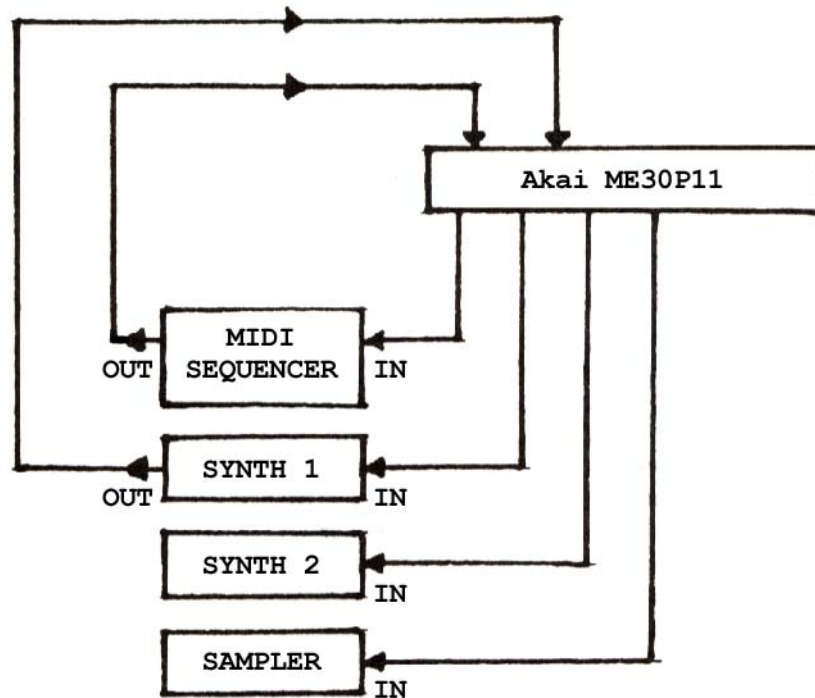 Akai ME30P11
MIDI
SEQUENCER
OUT
IN
SYNTH 1
OUT
IN
SYNTH 2
IN
SAMPLER
IN